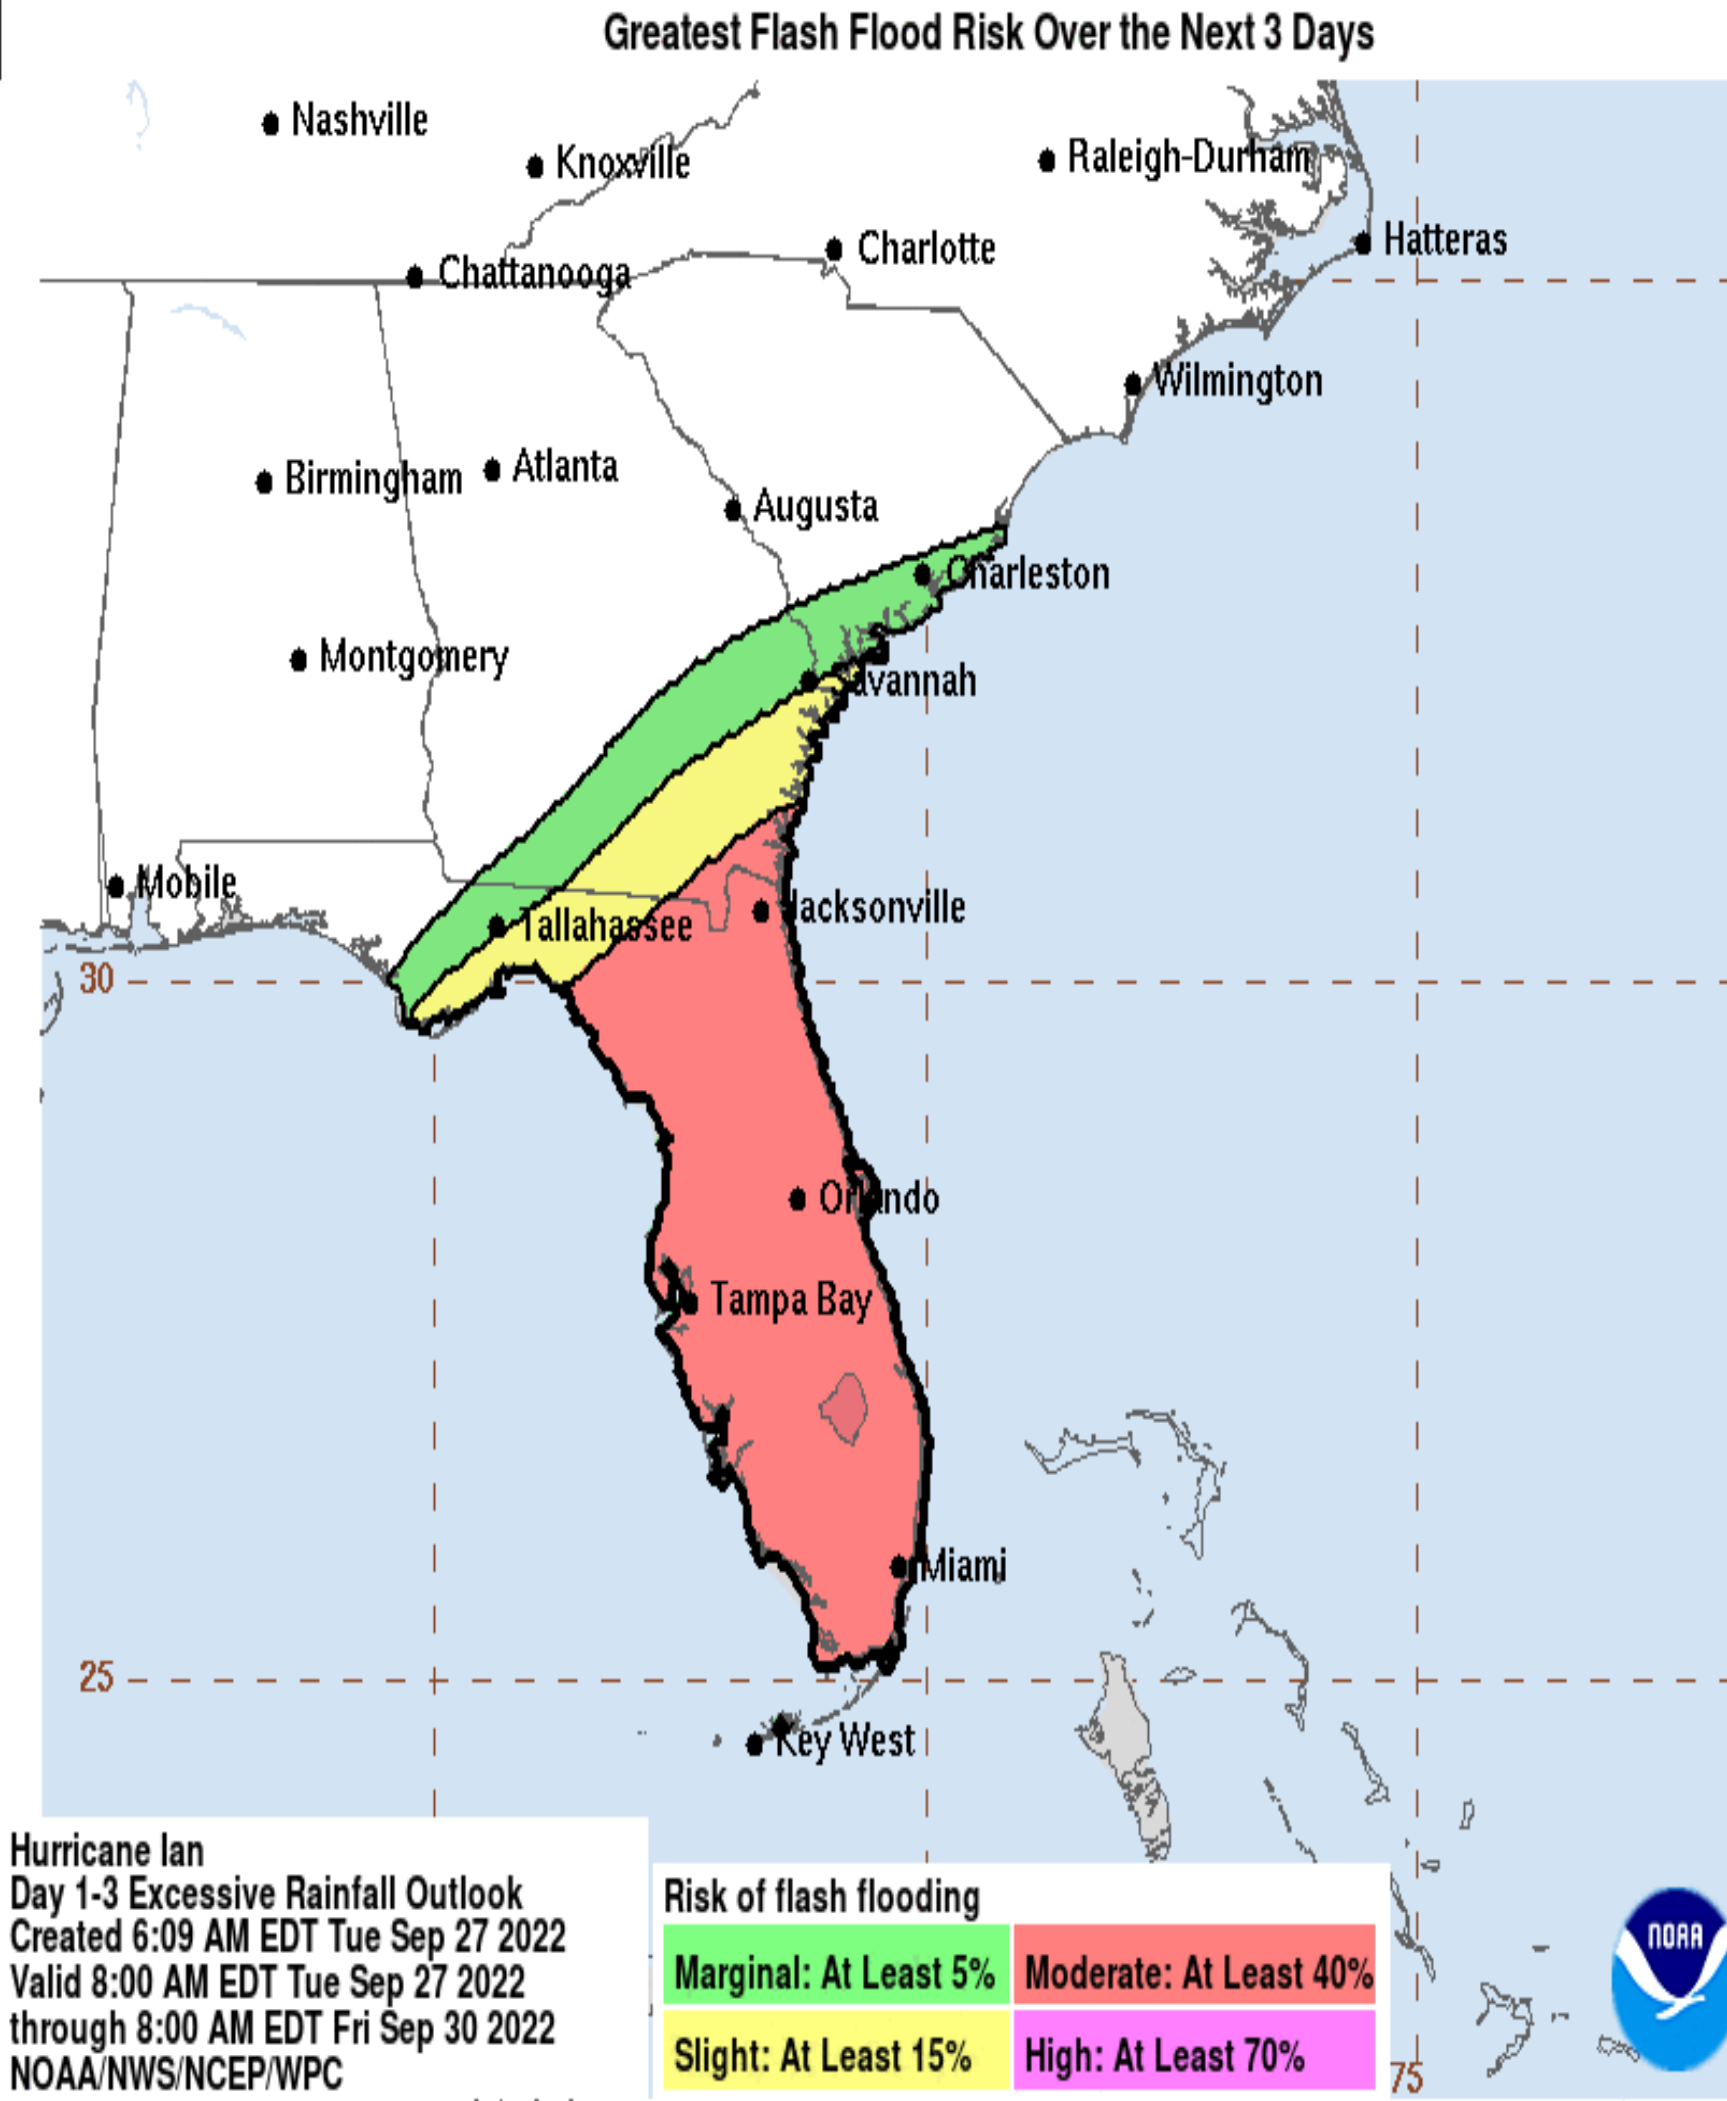 Greatest Flash Flood Risk Over the Next 3 Days
Nashville
Knoxville
Raleigh-Durham
Hatteras
Charlotte
Chattanooga
Wilmington
Birmingham
Atlanta
Augusta
Charleston
Montgomery
Savannah
Mobile
Jacksonville
Tallahassee
30
Orlando
Tampa Bay
Miami
25
Key West
Hurricane Ian
Day 1-3 Excessive Rainfall Outlook
Created 6:09 AM EDT Tue Sep 27 2022
Valid 8:00 AM EDT Tue Sep 27 2022
through 8:00 AM EDT Fri Sep 30 2022
NOAA/NWS/NCEP/WPC
Risk of flash flooding
Marginal: At Least 5%
Moderate: At Least 40%
Slight: At Least 15%
High: At Least 70%
75
NOAA